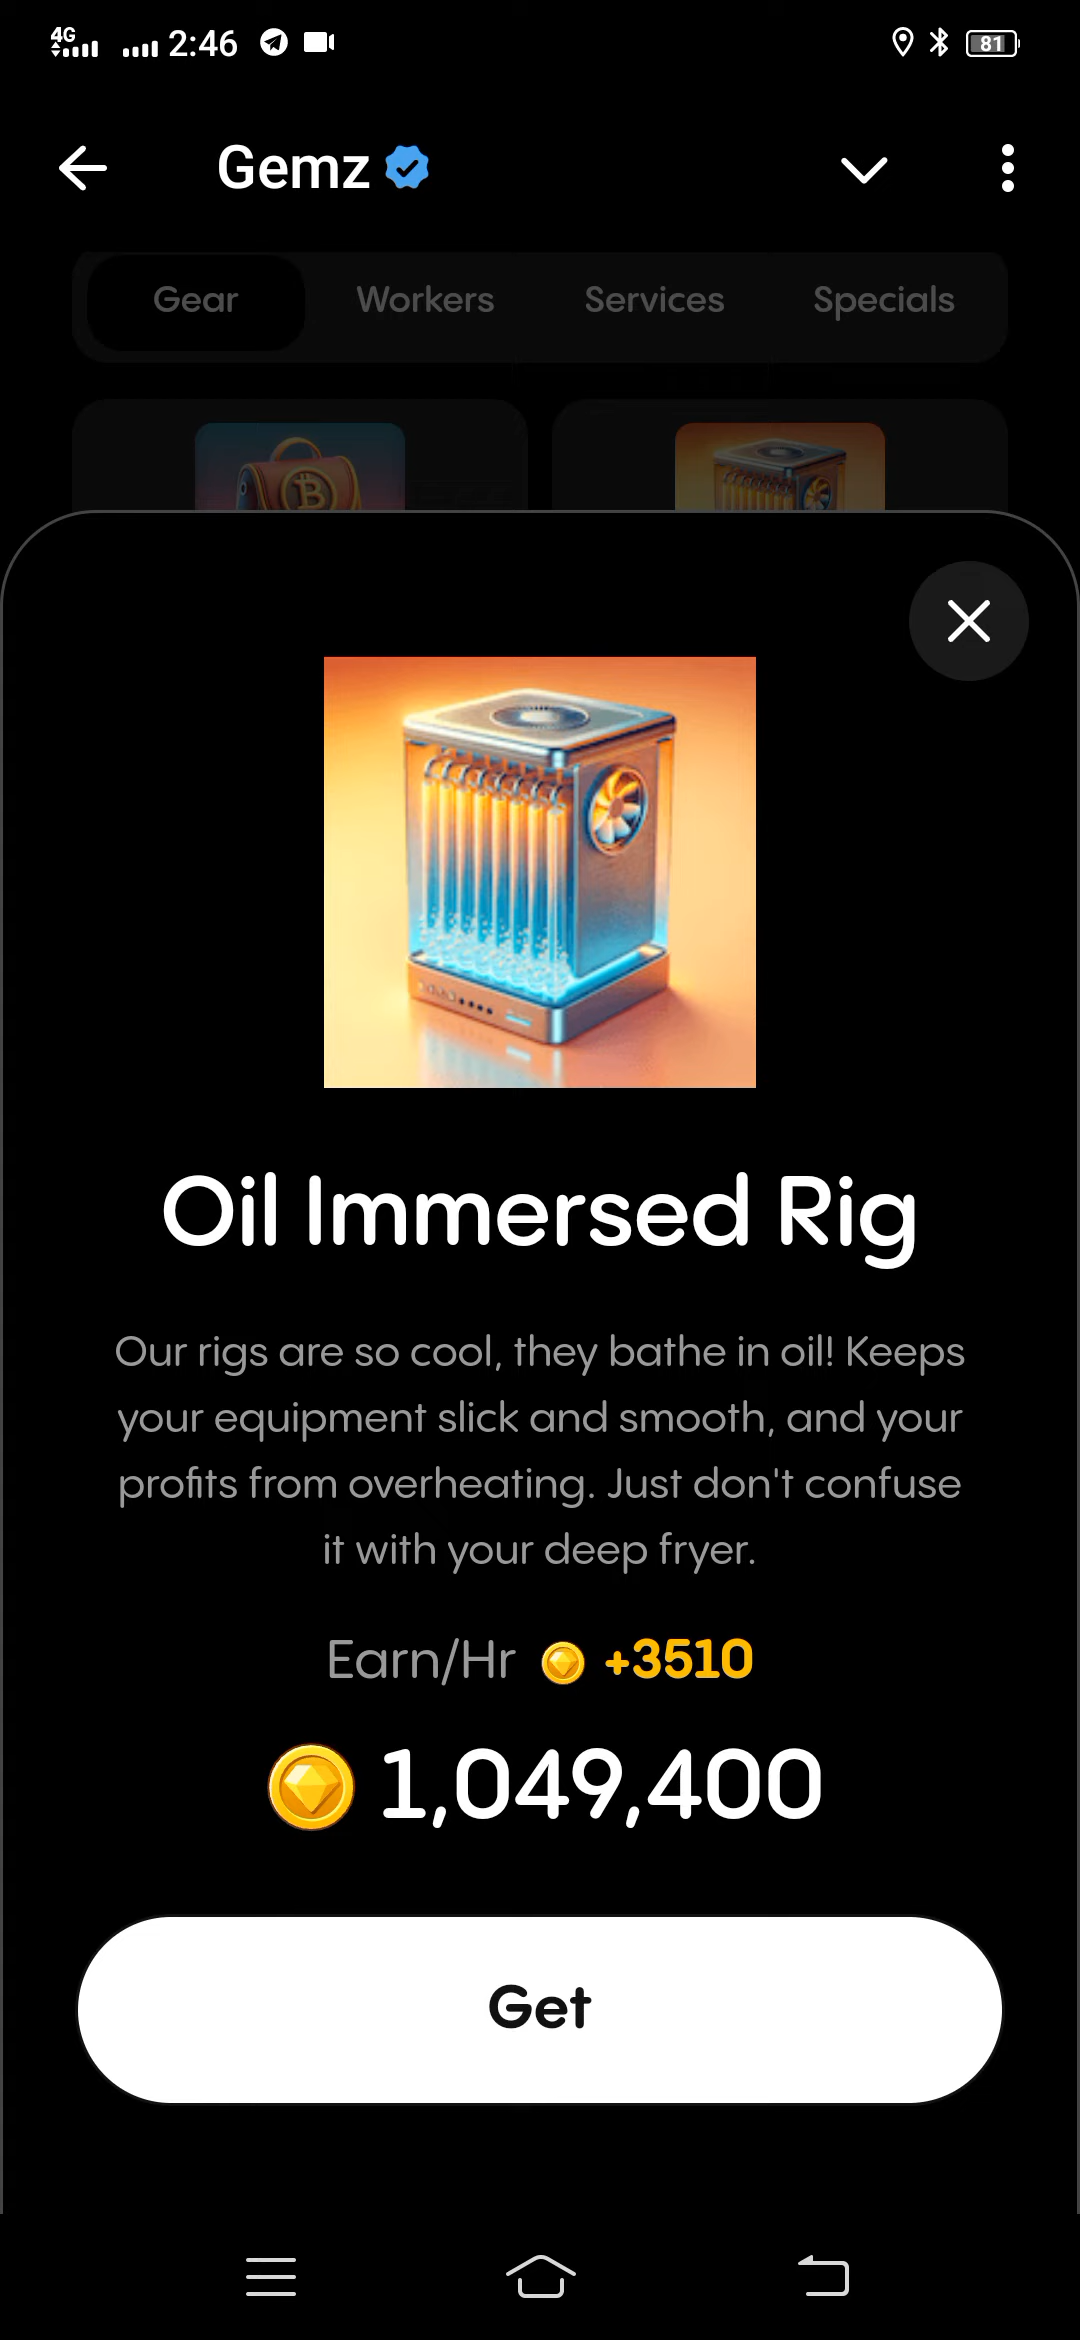 4G 2:46 81
Gemz
Gear Workers Services Specials
B
Oil Immersed Rig
Our rigs are so cool, they bathe in oil! Keeps
your equipment slick and smooth, and your
profits from overheating. Just don't confuse
it with your deep fryer.
Earn/Hr +3510
1,049,400
Get